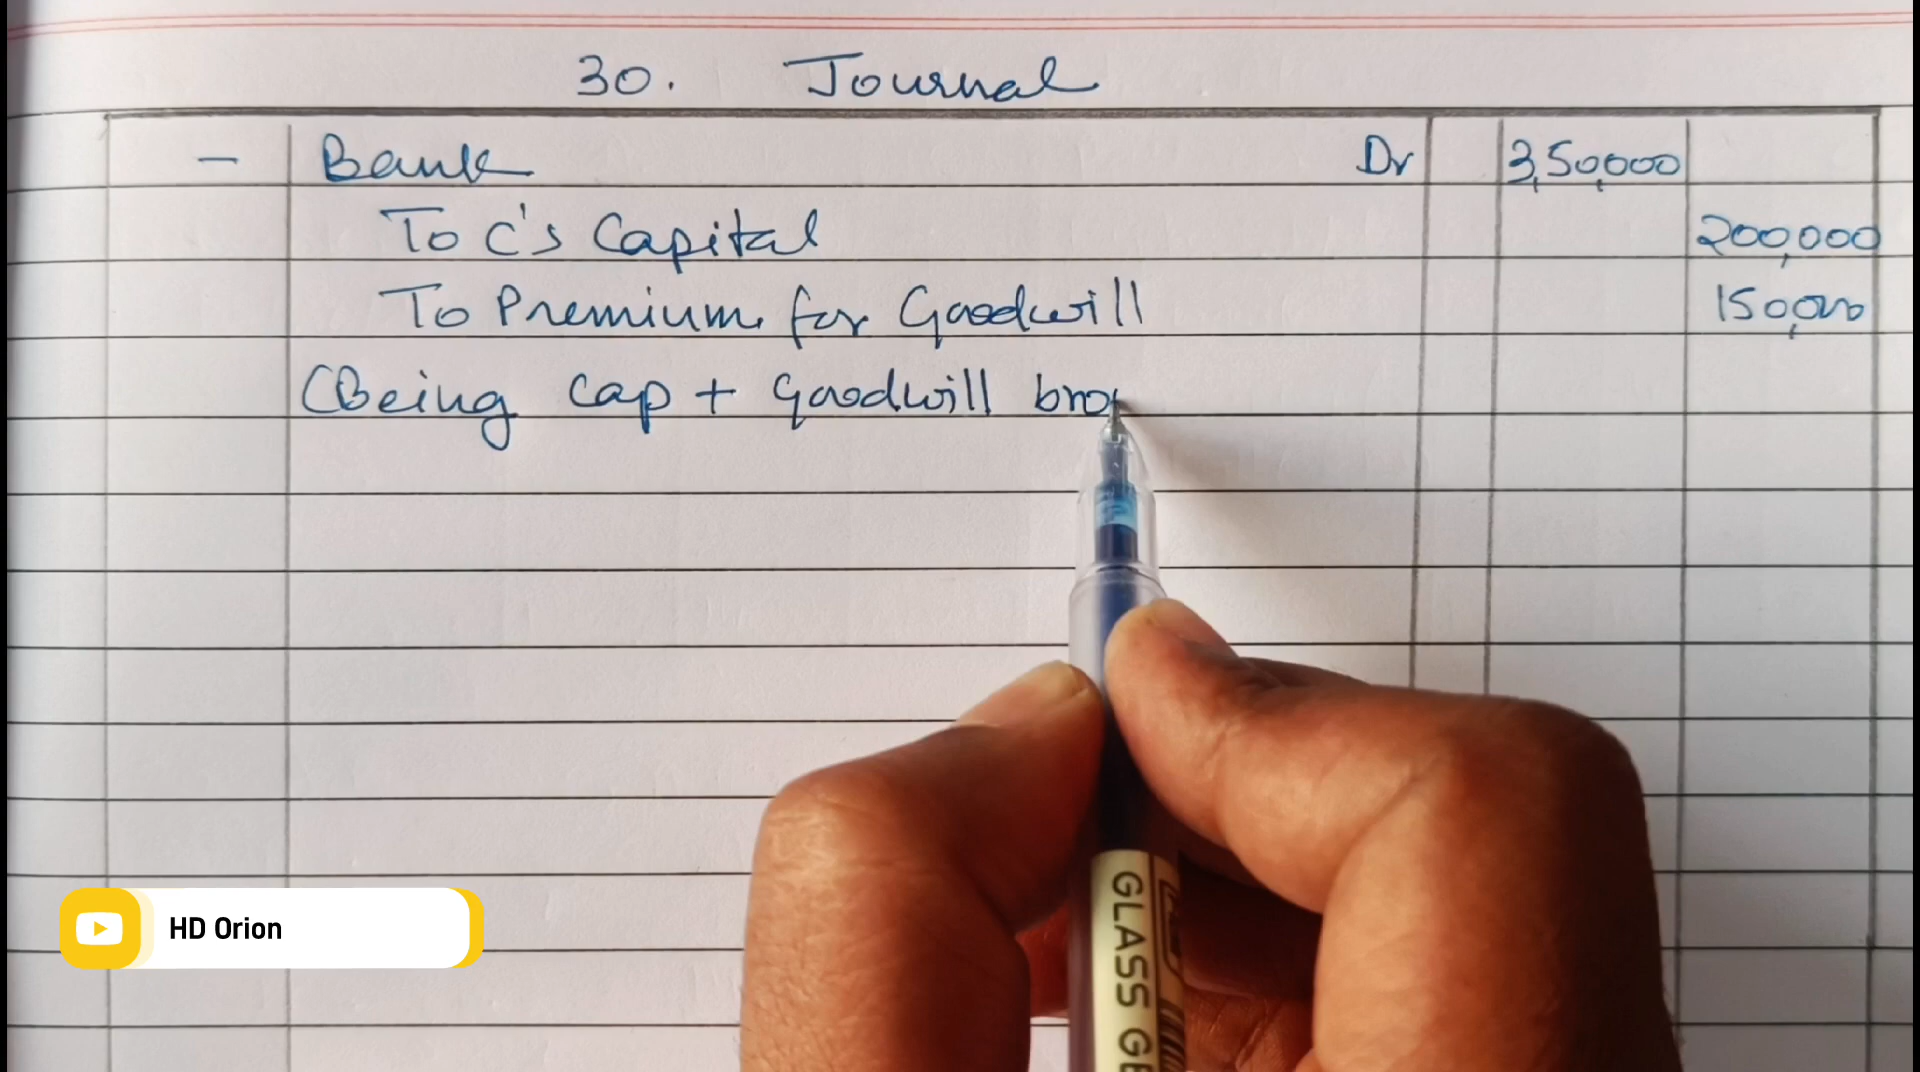 30. Journal
– Bank Dr 3,50,000
To C's Capital 200,000
To Premium for Goodwill 150,000
(Being cap + Goodwill bro
HD Orion
GLASS GE